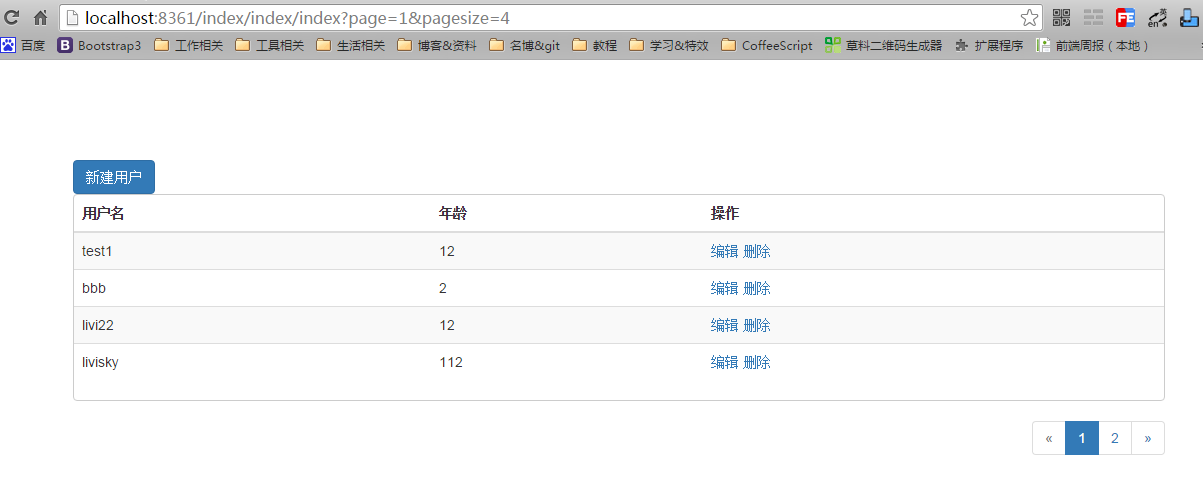 localhost:8361/index/index/index?page=1&pagesize=4
百度 Bootstrap3 工作相关 工具相关 生活相关 博客&资料 名博&git 教程 学习&特效 CoffeeScript 草料二维码生成器 扩展程序 前端周报（本地）
新建用户
用户名 年龄 操作
test1 12 编辑 删除
bbb 2 编辑 删除
livi22 12 编辑 删除
livisky 112 编辑 删除
« 1 2 »